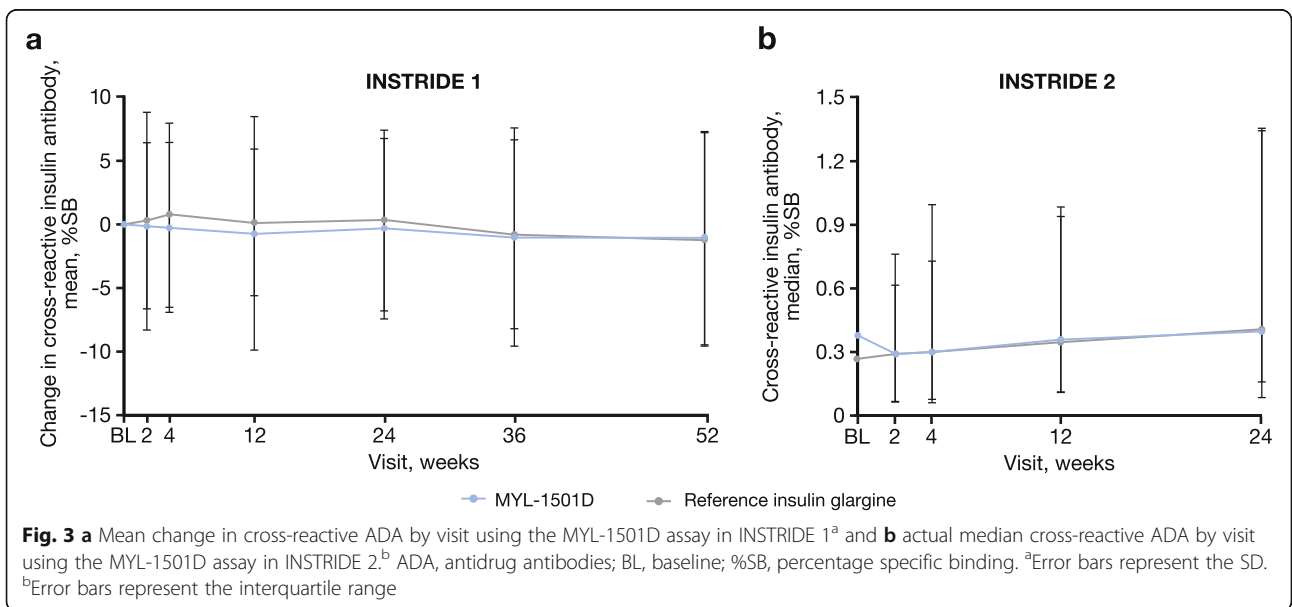 a
INSTRIDE 1
Change in cross-reactive insulin antibody,
mean, %SB
10
5
0
-5
-10
-15
BL 2 4 12 24 36 52
Visit, weeks
b
INSTRIDE 2
Cross-reactive insulin antibody,
median, %SB
1.5
1.2
0.9
0.6
0.3
0
BL 2 4 12 24
Visit, weeks
MYL-1501D Reference insulin glargine
Fig. 3 a Mean change in cross-reactive ADA by visit using the MYL-1501D assay in INSTRIDE 1ᵃ and b actual median cross-reactive ADA by visit
using the MYL-1501D assay in INSTRIDE 2.ᵇ ADA, antidrug antibodies; BL, baseline; %SB, percentage specific binding. ᵃError bars represent the SD.
ᵇError bars represent the interquartile range